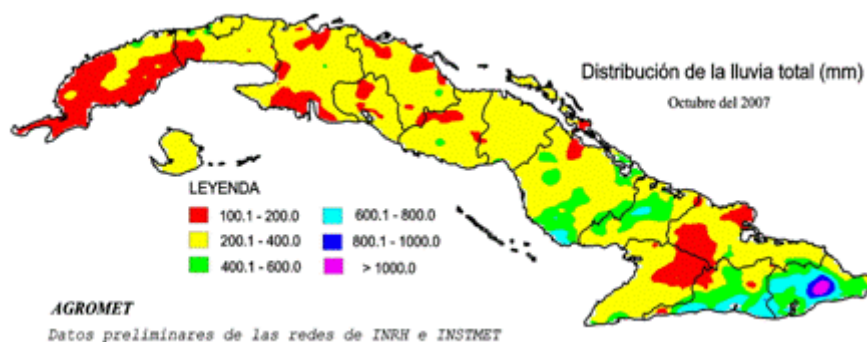 Distribución de la lluvia total (mm)
Octubre del 2007
LEYENDA
100.1 - 200.0
200.1 - 400.0
400.1 - 600.0
600.1 - 800.0
800.1 - 1000.0
> 1000.0
AGROMET
Datos preliminares de las redes de INRH e INSTMET